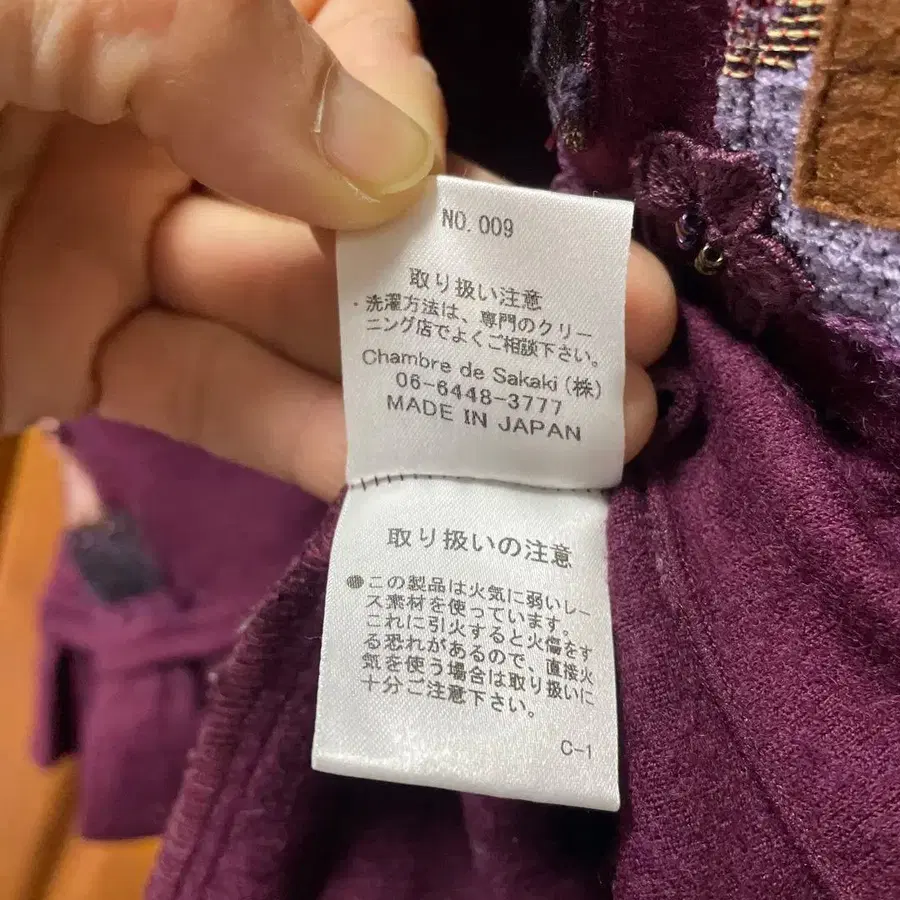 NO. 009
取り扱い注意
・洗濯方法は、専門のクリー
ニング店でよくご相談下さい。
Chambre de Sakaki (株)
06-6448-3777
MADE IN JAPAN
取り扱いの注意
●この製品は火気に弱いレー
ス素材を使っています。
これに引火すると火傷をす
る恐れがあるので、直接火
気を使う場合は取り扱いに
十分ご注意下さい。
C-1